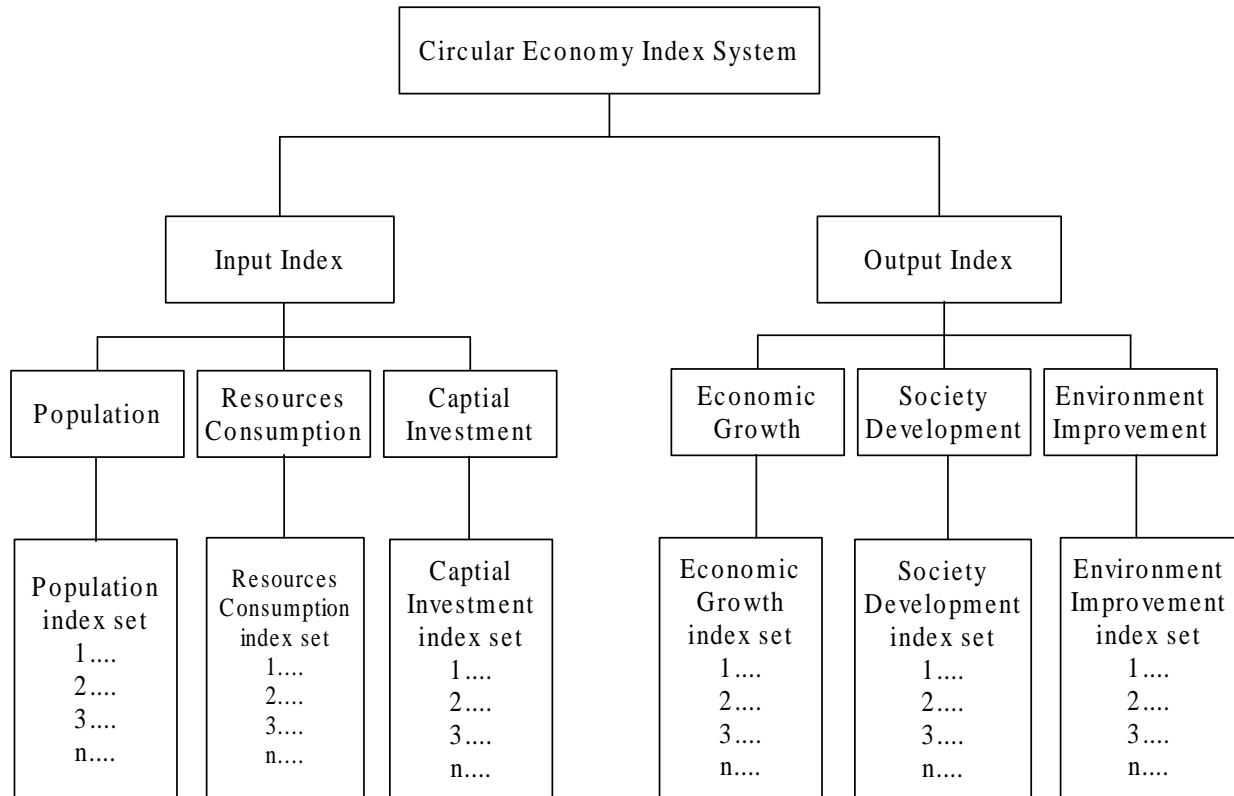 Circular Economy Index System
Input Index
Output Index
Population
Resources
Consumption
Captial
Investment
Economic
Growth
Society
Development
Environment
Improvement
Population
index set
1....
2....
3....
n....
Resources
Consumption
index set
1....
2....
3....
n....
Captial
Investment
index set
1....
2....
3....
n....
Economic
Growth
index set
1....
2....
3....
n....
Society
Development
index set
1....
2....
3....
n....
Environment
Improvement
index set
1....
2....
3....
n....